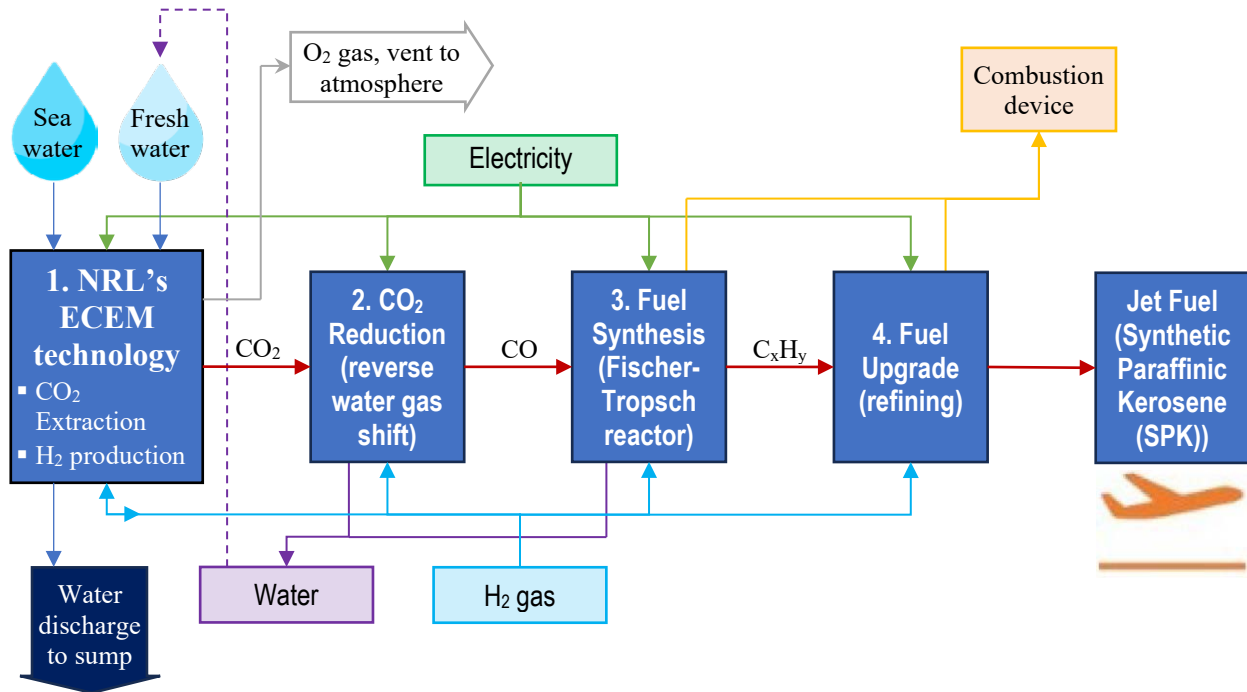 O₂ gas, vent to
atmosphere
Combustion
device
Sea
water
Fresh
water
Electricity
1. NRL’s
ECEM
technology
▪ CO₂
Extraction
▪ H₂ production
CO₂
2. CO₂
Reduction
(reverse
water gas
shift)
CO
3. Fuel
Synthesis
(Fischer-
Tropsch
reactor)
CₓHᵧ
4. Fuel
Upgrade
(refining)
Jet Fuel
(Synthetic
Paraffinic
Kerosene
(SPK))
Water
discharge
to sump
Water
H₂ gas